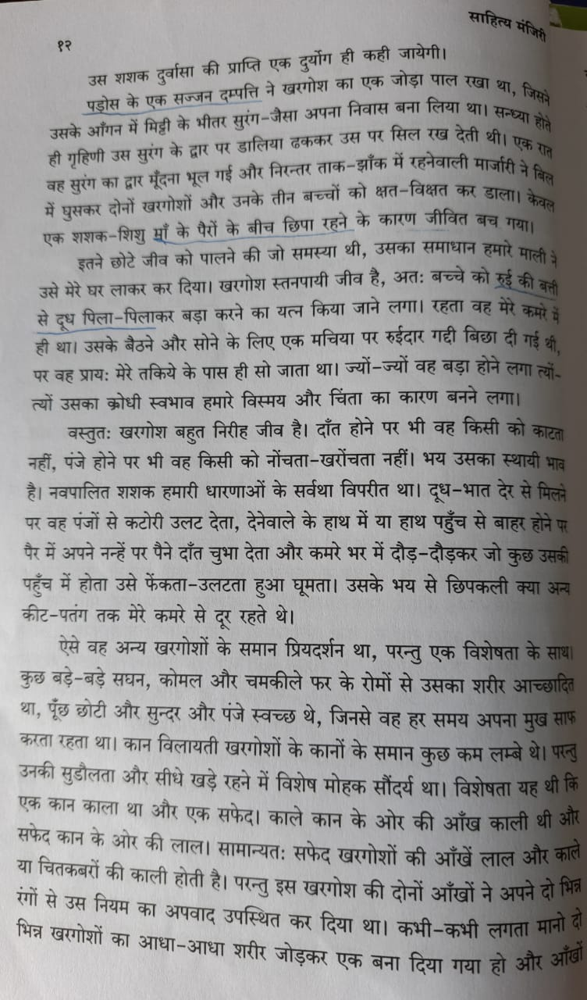 साहित्य मंजिरी
१२
उस शशक दुर्वासा की प्राप्ति एक दुर्योग ही कही जायेगी।
पड़ोस के एक सज्जन दम्पत्ति ने खरगोश का एक जोड़ा पाल रखा था, जिसने
उसके आँगन में मिट्टी के भीतर सुरंग-जैसा अपना निवास बना लिया था। सन्ध्या होते
ही गृहिणी उस सुरंग के द्वार पर डालिया ढककर उस पर सिल रख देती थी। एक रात
वह सुरंग का द्वार मूँदना भूल गई और निरन्तर ताक-झाँक में रहनेवाली मार्जारी ने बिल
में घुसकर दोनों खरगोशों और उनके तीन बच्चों को क्षत-विक्षत कर डाला। केवल
एक शशक-शिशु माँ के पैरों के बीच छिपा रहने के कारण जीवित बच गया।
इतने छोटे जीव को पालने की जो समस्या थी, उसका समाधान हमारे माली ने
उसे मेरे घर लाकर कर दिया। खरगोश स्तनपायी जीव है, अतः बच्चे को रुई की बत्ती
से दूध पिला-पिलाकर बड़ा करने का यत्न किया जाने लगा। रहता वह मेरे कमरे में
ही था। उसके बैठने और सोने के लिए एक मचिया पर रुईदार गद्दी बिछा दी गई थी,
पर वह प्रायः मेरे तकिये के पास ही सो जाता था। ज्यों-ज्यों वह बड़ा होने लगा त्यों-
त्यों उसका क्रोधी स्वभाव हमारे विस्मय और चिंता का कारण बनने लगा।
वस्तुतः खरगोश बहुत निरीह जीव है। दाँत होने पर भी वह किसी को काटता
नहीं, पंजे होने पर भी वह किसी को नोंचता-खरोंचता नहीं। भय उसका स्थायी भाव
है। नवपालित शशक हमारी धारणाओं के सर्वथा विपरीत था। दूध-भात देर से मिलने
पर वह पंजों से कटोरी उलट देता, देनेवाले के हाथ में या हाथ पहुँच से बाहर होने पर
पैर में अपने नन्हें पर पैने दाँत चुभा देता और कमरे भर में दौड़-दौड़कर जो कुछ उसकी
पहुँच में होता उसे फेंकता-उलटता हुआ घूमता। उसके भय से छिपकली क्या अन्य
कीट-पतंग तक मेरे कमरे से दूर रहते थे।
ऐसे वह अन्य खरगोशों के समान प्रियदर्शन था, परन्तु एक विशेषता के साथ।
कुछ बड़े-बड़े सघन, कोमल और चमकीले फर के रोमों से उसका शरीर आच्छादित
था, पूँछ छोटी और सुन्दर और पंजे स्वच्छ थे, जिनसे वह हर समय अपना मुख साफ
करता रहता था। कान विलायती खरगोशों के कानों के समान कुछ कम लम्बे थे। परन्तु
उनकी सुडौलता और सीधे खड़े रहने में विशेष मोहक सौंदर्य था। विशेषता यह थी कि
एक कान काला था और एक सफेद। काले कान के ओर की आँख काली थी और
सफेद कान के ओर की लाल। सामान्यतः सफेद खरगोशों की आँखें लाल और काले
या चितकबरों की काली होती है। परन्तु इस खरगोश की दोनों आँखों ने अपने दो भिन्न
रंगों से उस नियम का अपवाद उपस्थित कर दिया था। कभी-कभी लगता मानो दो
भिन्न खरगोशों का आधा-आधा शरीर जोड़कर एक बना दिया गया हो और आँखों